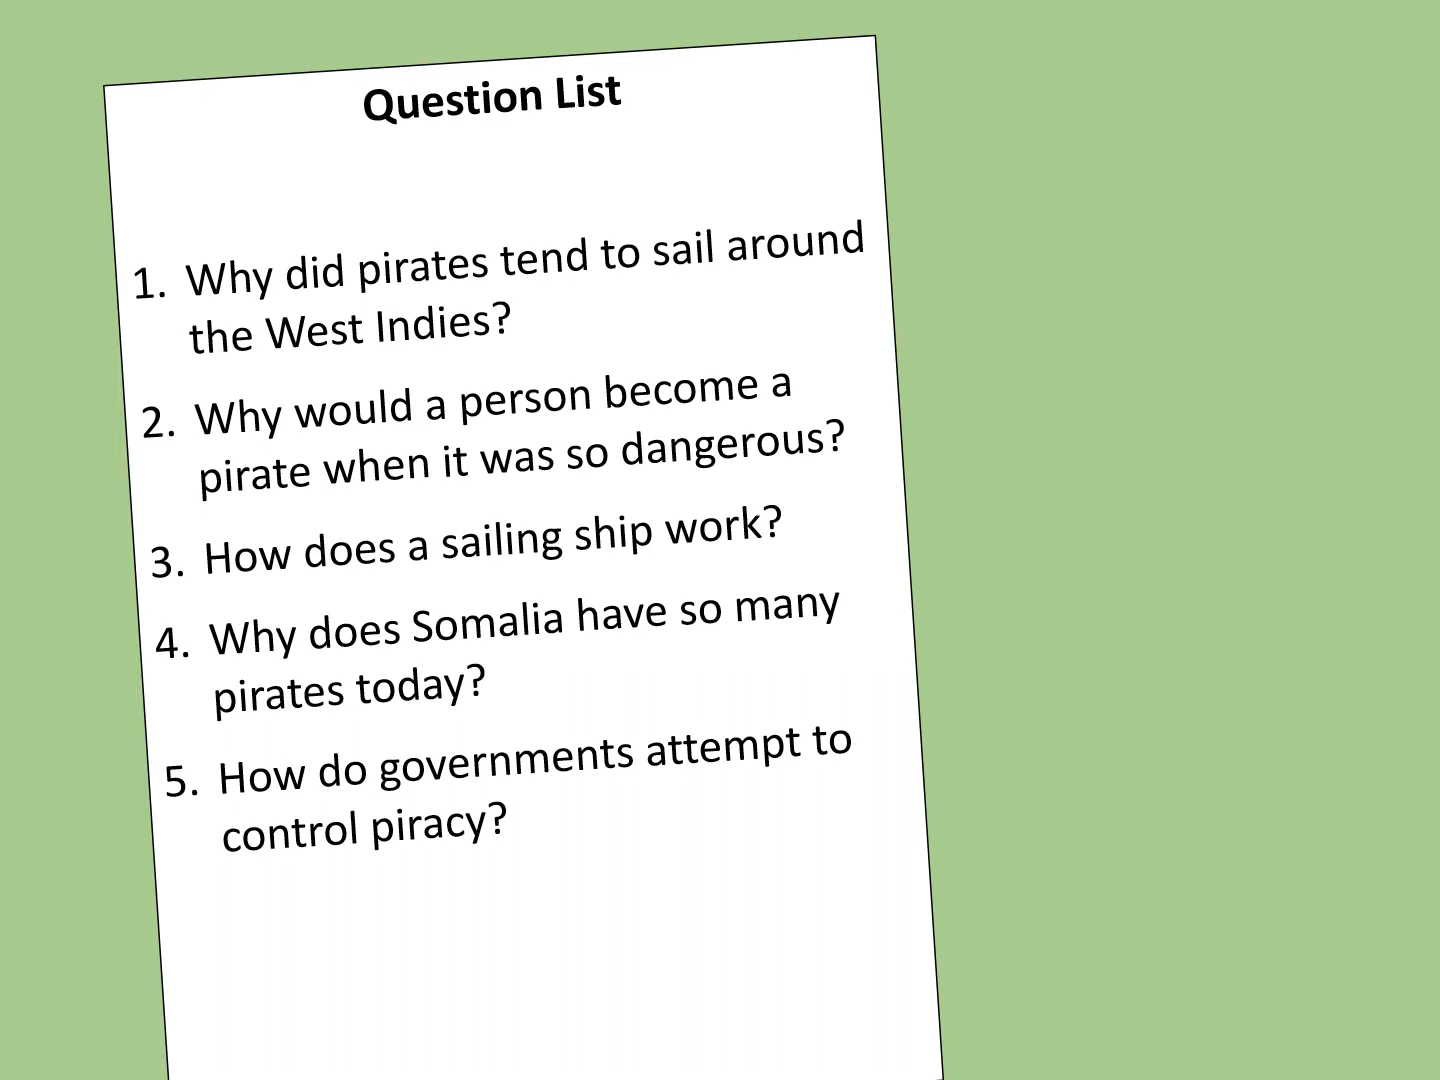 Question List
1. Why did pirates tend to sail around
the West Indies?
2. Why would a person become a
pirate when it was so dangerous?
3. How does a sailing ship work?
4. Why does Somalia have so many
pirates today?
5. How do governments attempt to
control piracy?